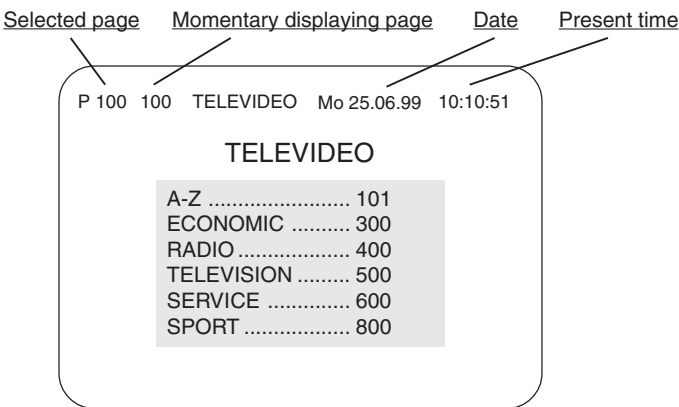 Selected page Momentary displaying page Date Present time
P 100 100 TELEVIDEO Mo 25.06.99 10:10:51
TELEVIDEO
A-Z ........................ 101
ECONOMIC .......... 300
RADIO ................... 400
TELEVISION ......... 500
SERVICE .............. 600
SPORT .................. 800